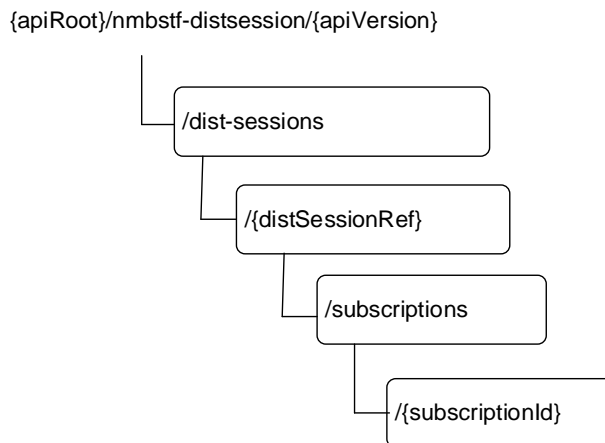 {apiRoot}/nmbstf-distsession/{apiVersion}
/dist-sessions
/{distSessionRef}
/subscriptions
/{subscriptionId}